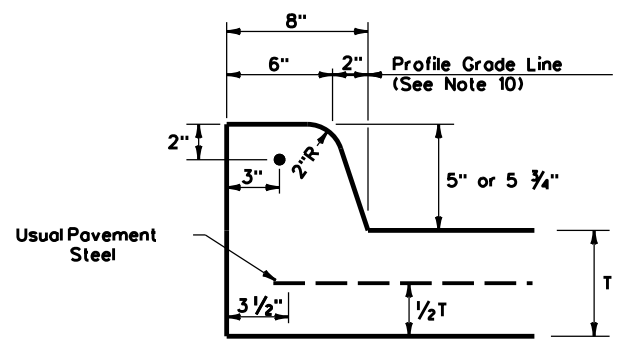 8"
6"
2"
Profile Grade Line
(See Note 10)
2"
3"
2"R
5" or 5 ¾"
Usual Pavement
Steel
3 ½"
½T
T